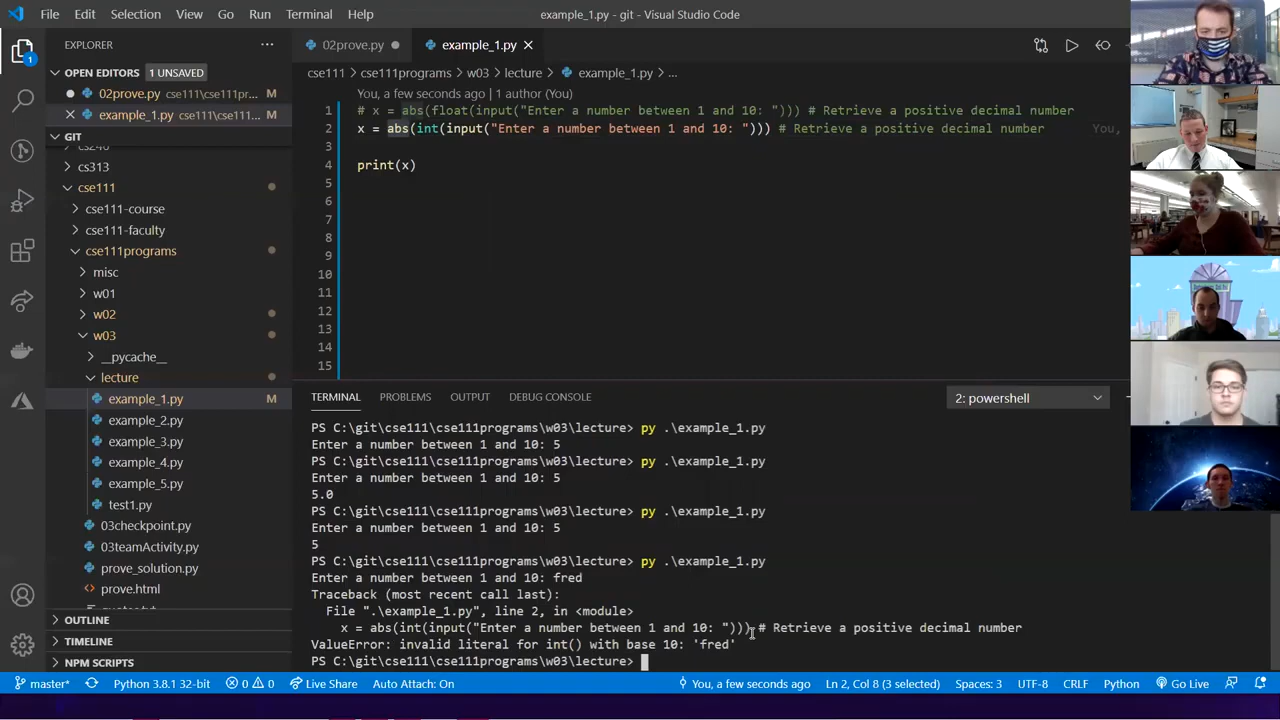 File Edit Selection View Go Run Terminal Help
example_1.py - git - Visual Studio Code
EXPLORER
OPEN EDITORS 1 UNSAVED
02prove.py cse111\cse111pr... M
example_1.py cse111\cse111... M
GIT
cs246
cs313
cse111
cse111-course
cse111-faculty
cse111programs
misc
w01
w02
w03
__pycache__
lecture
example_1.py M
example_2.py
example_3.py
example_4.py
example_5.py
test1.py
03checkpoint.py
03teamActivity.py
prove_solution.py
prove.html
OUTLINE
TIMELINE
NPM SCRIPTS
02prove.py
example_1.py
cse111 > cse111programs > w03 > lecture > example_1.py > ...
You, a few seconds ago | 1 author (You)
1 # x = abs(float(input("Enter a number between 1 and 10: "))) # Retrieve a positive decimal number
2 x = abs(int(input("Enter a number between 1 and 10: "))) # Retrieve a positive decimal number You,
3
4 print(x)
5
6
7
8
9
10
11
12
13
14
15
TERMINAL PROBLEMS OUTPUT DEBUG CONSOLE
2: powershell
PS C:\git\cse111\cse111programs\w03\lecture> py .\example_1.py
Enter a number between 1 and 10: 5
PS C:\git\cse111\cse111programs\w03\lecture> py .\example_1.py
Enter a number between 1 and 10: 5
5.0
PS C:\git\cse111\cse111programs\w03\lecture> py .\example_1.py
Enter a number between 1 and 10: 5
5
PS C:\git\cse111\cse111programs\w03\lecture> py .\example_1.py
Enter a number between 1 and 10: fred
Traceback (most recent call last):
File ".\example_1.py", line 2, in <module>
x = abs(int(input("Enter a number between 1 and 10: "))) # Retrieve a positive decimal number
ValueError: invalid literal for int() with base 10: 'fred'
PS C:\git\cse111\cse111programs\w03\lecture>
master* Python 3.8.1 32-bit 0 0 Live Share Auto Attach: On
You, a few seconds ago Ln 2, Col 8 (3 selected) Spaces: 3 UTF-8 CRLF Python Go Live